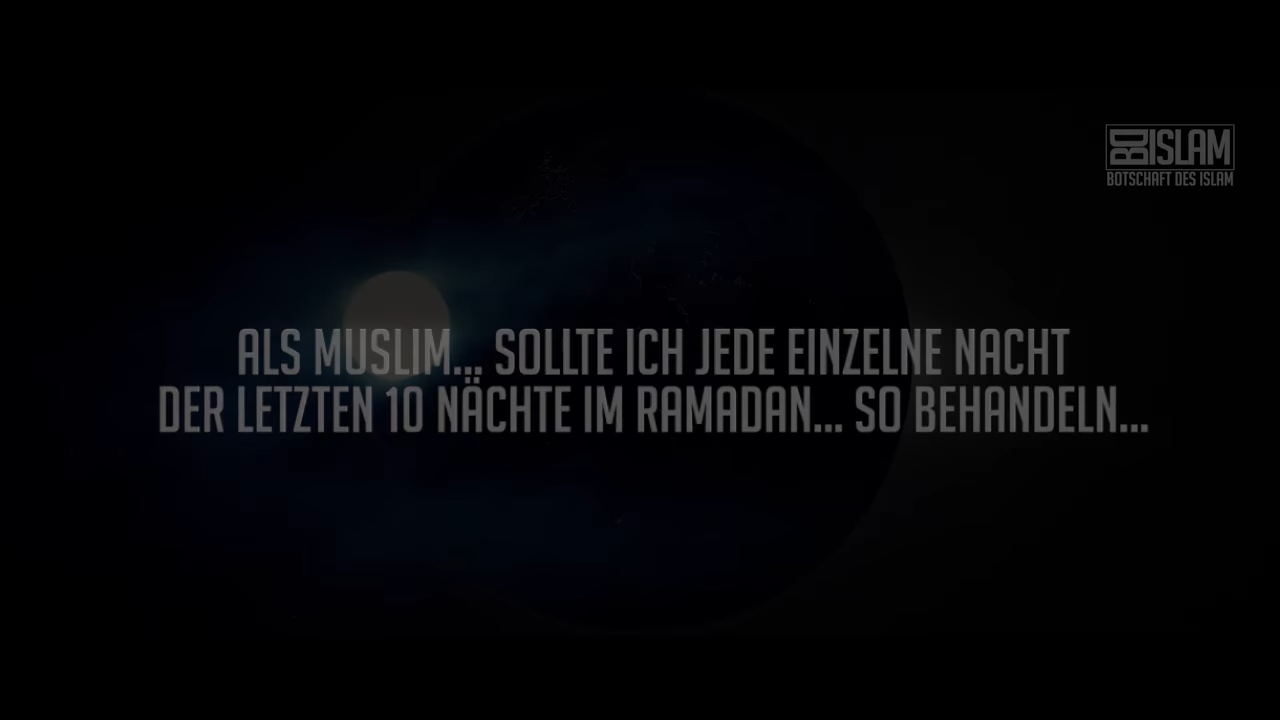 BD ISLAM
BOTSCHAFT DES ISLAM
ALS MUSLIM... SOLLTE ICH JEDE EINZELNE NACHT
DER LETZTEN 10 NÄCHTE IM RAMADAN... SO BEHANDELN...